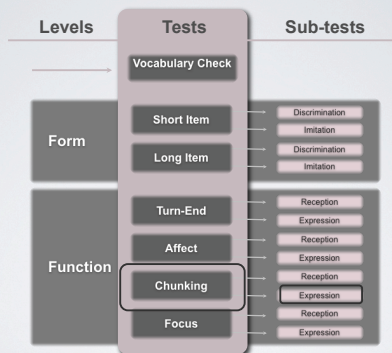 Levels Tests Sub-tests
Vocabulary Check
Form
Short Item
Discrimination
Imitation
Long Item
Discrimination
Imitation
Function
Turn-End
Reception
Expression
Affect
Reception
Expression
Chunking
Reception
Expression
Focus
Reception
Expression